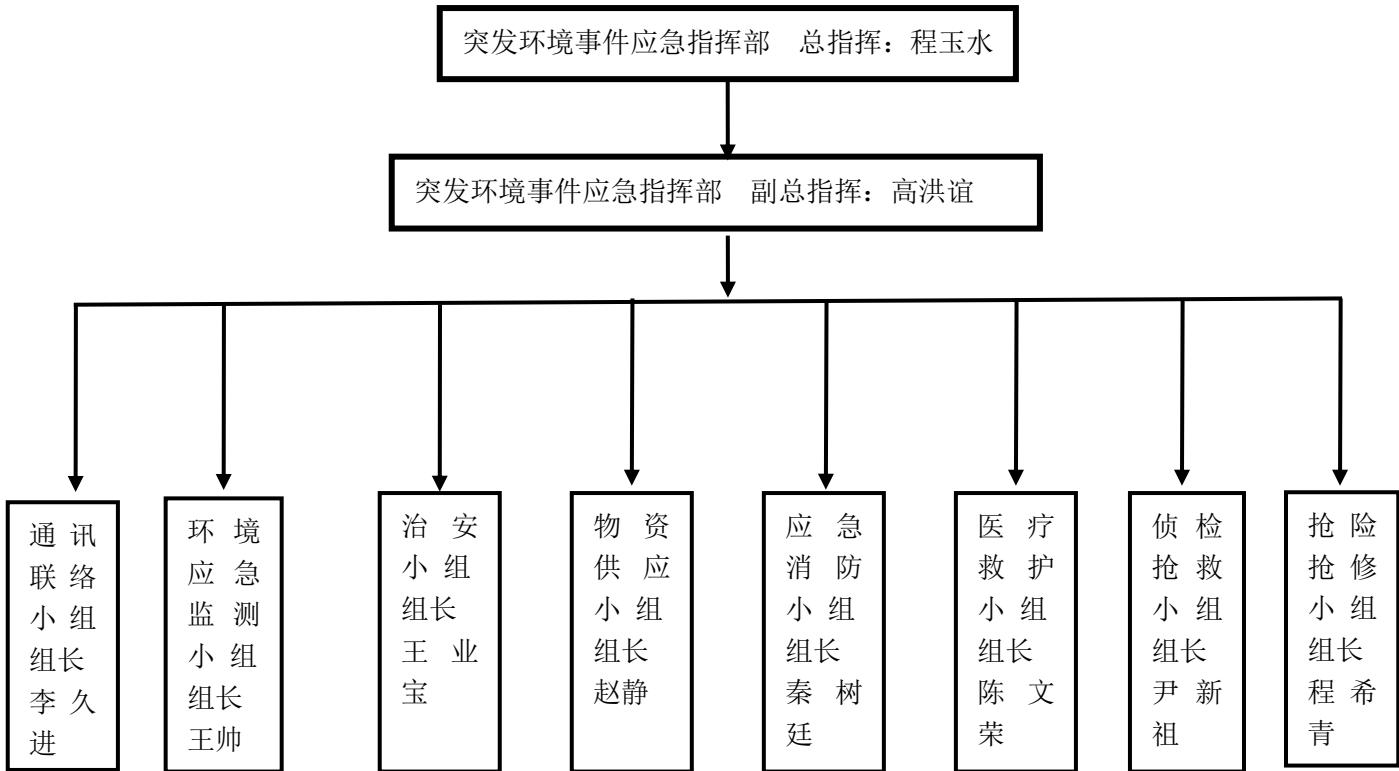 突发环境事件应急指挥部 总指挥：程玉水
突发环境事件应急指挥部 副总指挥：高洪谊
通讯
联络
小组
组长
李久
进
环境
应急
监测
小组
组长
王帅
治安
小组
组长
王业
宝
物资
供应
小组
组长
赵静
应急
消防
小组
组长
秦树
廷
医疗
救护
小组
组长
陈文
荣
侦检
抢救
小组
组长
尹新
祖
抢险
抢修
小组
组长
程希
青